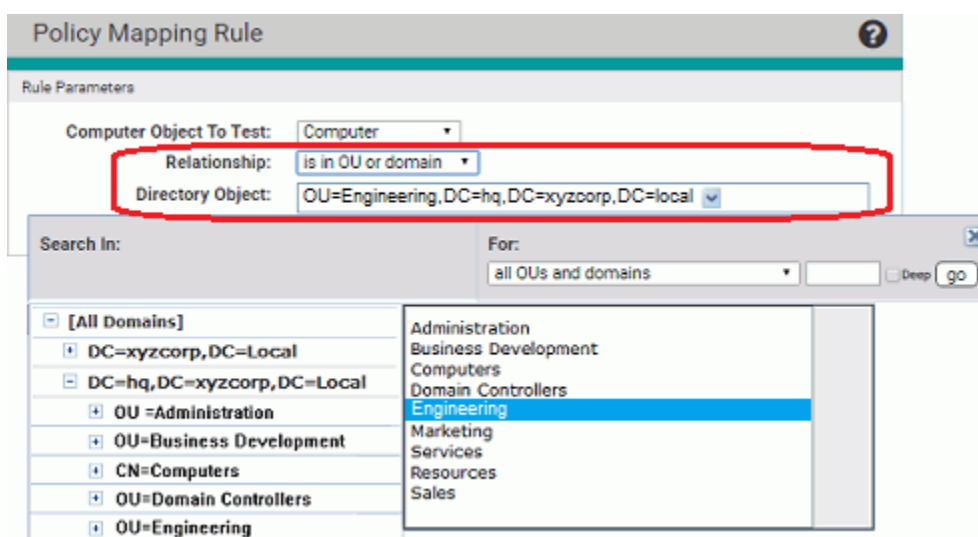 Policy Mapping Rule ?
Rule Parameters
Computer Object To Test: Computer
Relationship: is in OU or domain
Directory Object: OU=Engineering,DC=hq,DC=xyzcorp,DC=local
Search In: For:
all OUs and domains Deep go
[All Domains]
DC=xyzcorp,DC=Local
DC=hq,DC=xyzcorp,DC=Local
OU =Administration
OU=Business Development
CN=Computers
OU=Domain Controllers
OU=Engineering
Administration
Business Development
Computers
Domain Controllers
Engineering
Marketing
Services
Resources
Sales